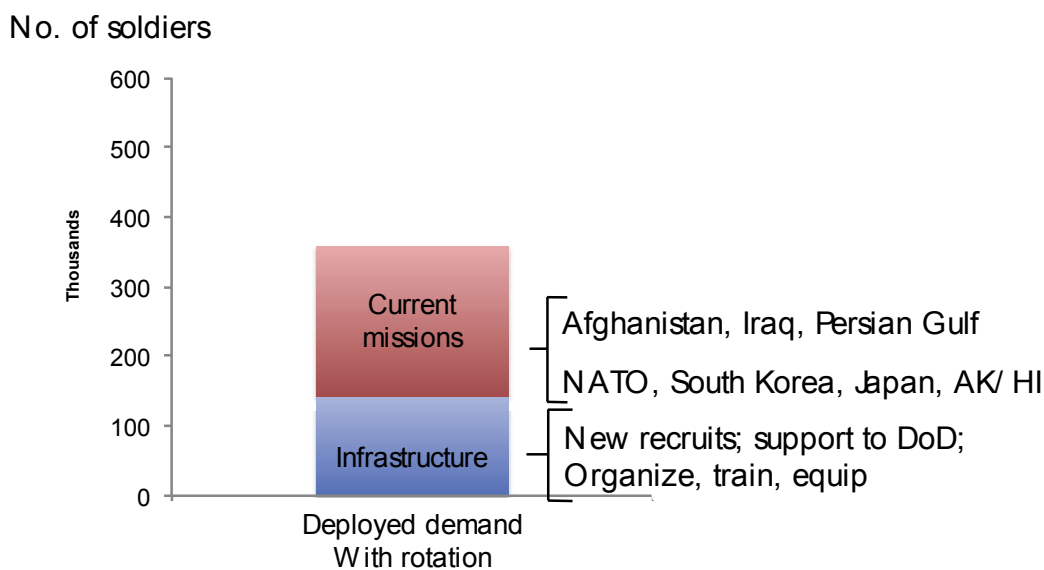 No. of soldiers
600
500
400
300
200
100
0
Thousands
Current
missions
Infrastructure
Afghanistan, Iraq, Persian Gulf
NATO, South Korea, Japan, AK/ HI
New recruits; support to DoD;
Organize, train, equip
Deployed demand
With rotation